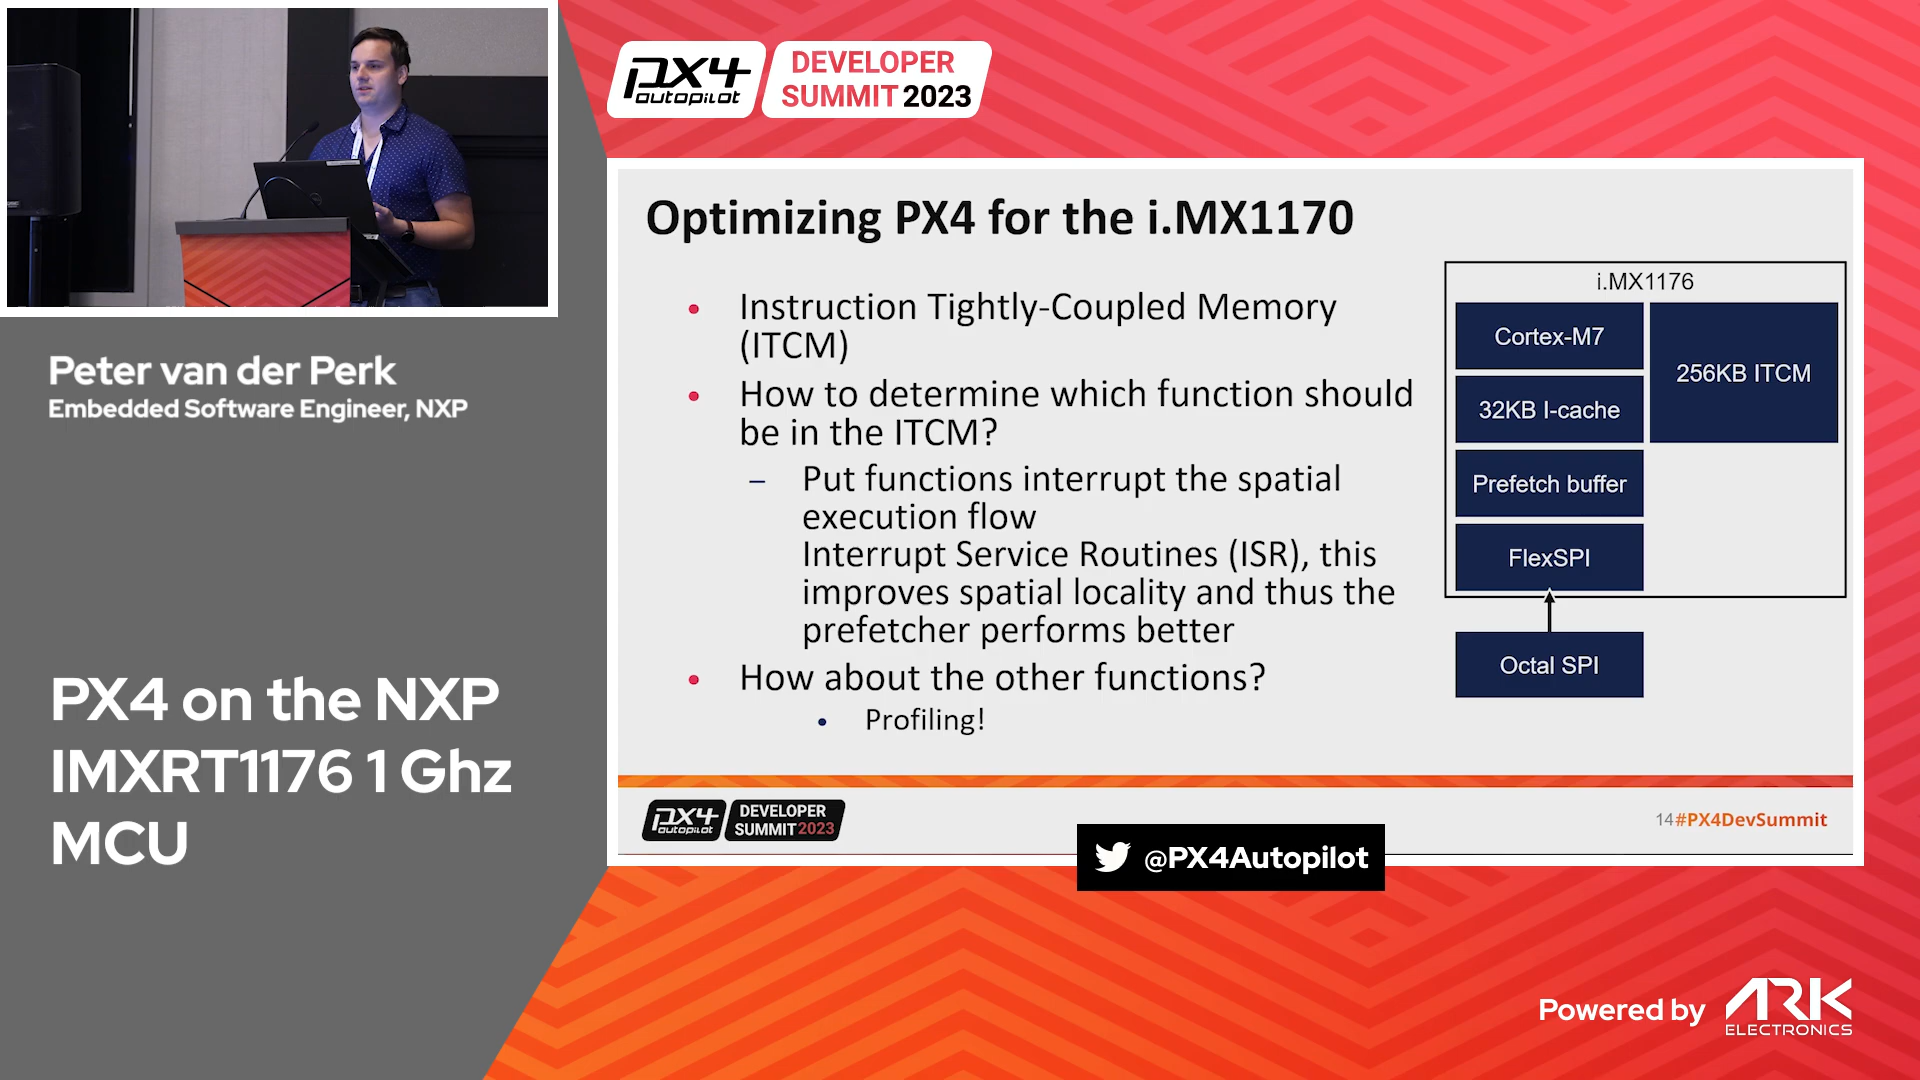 PX4
autopilot
DEVELOPER
SUMMIT 2023
Peter van der Perk
Embedded Software Engineer, NXP
PX4 on the NXP
IMXRT1176 1 Ghz
MCU
Optimizing PX4 for the i.MX1170
• Instruction Tightly-Coupled Memory
(ITCM)
• How to determine which function should
be in the ITCM?
– Put functions interrupt the spatial
execution flow
Interrupt Service Routines (ISR), this
improves spatial locality and thus the
prefetcher performs better
• How about the other functions?
• Profiling!
i.MX1176
Cortex-M7
256KB ITCM
32KB I-cache
Prefetch buffer
FlexSPI
Octal SPI
PX4
autopilot
DEVELOPER
SUMMIT 2023
14 #PX4DevSummit
@PX4Autopilot
Powered by ARK
ELECTRONICS